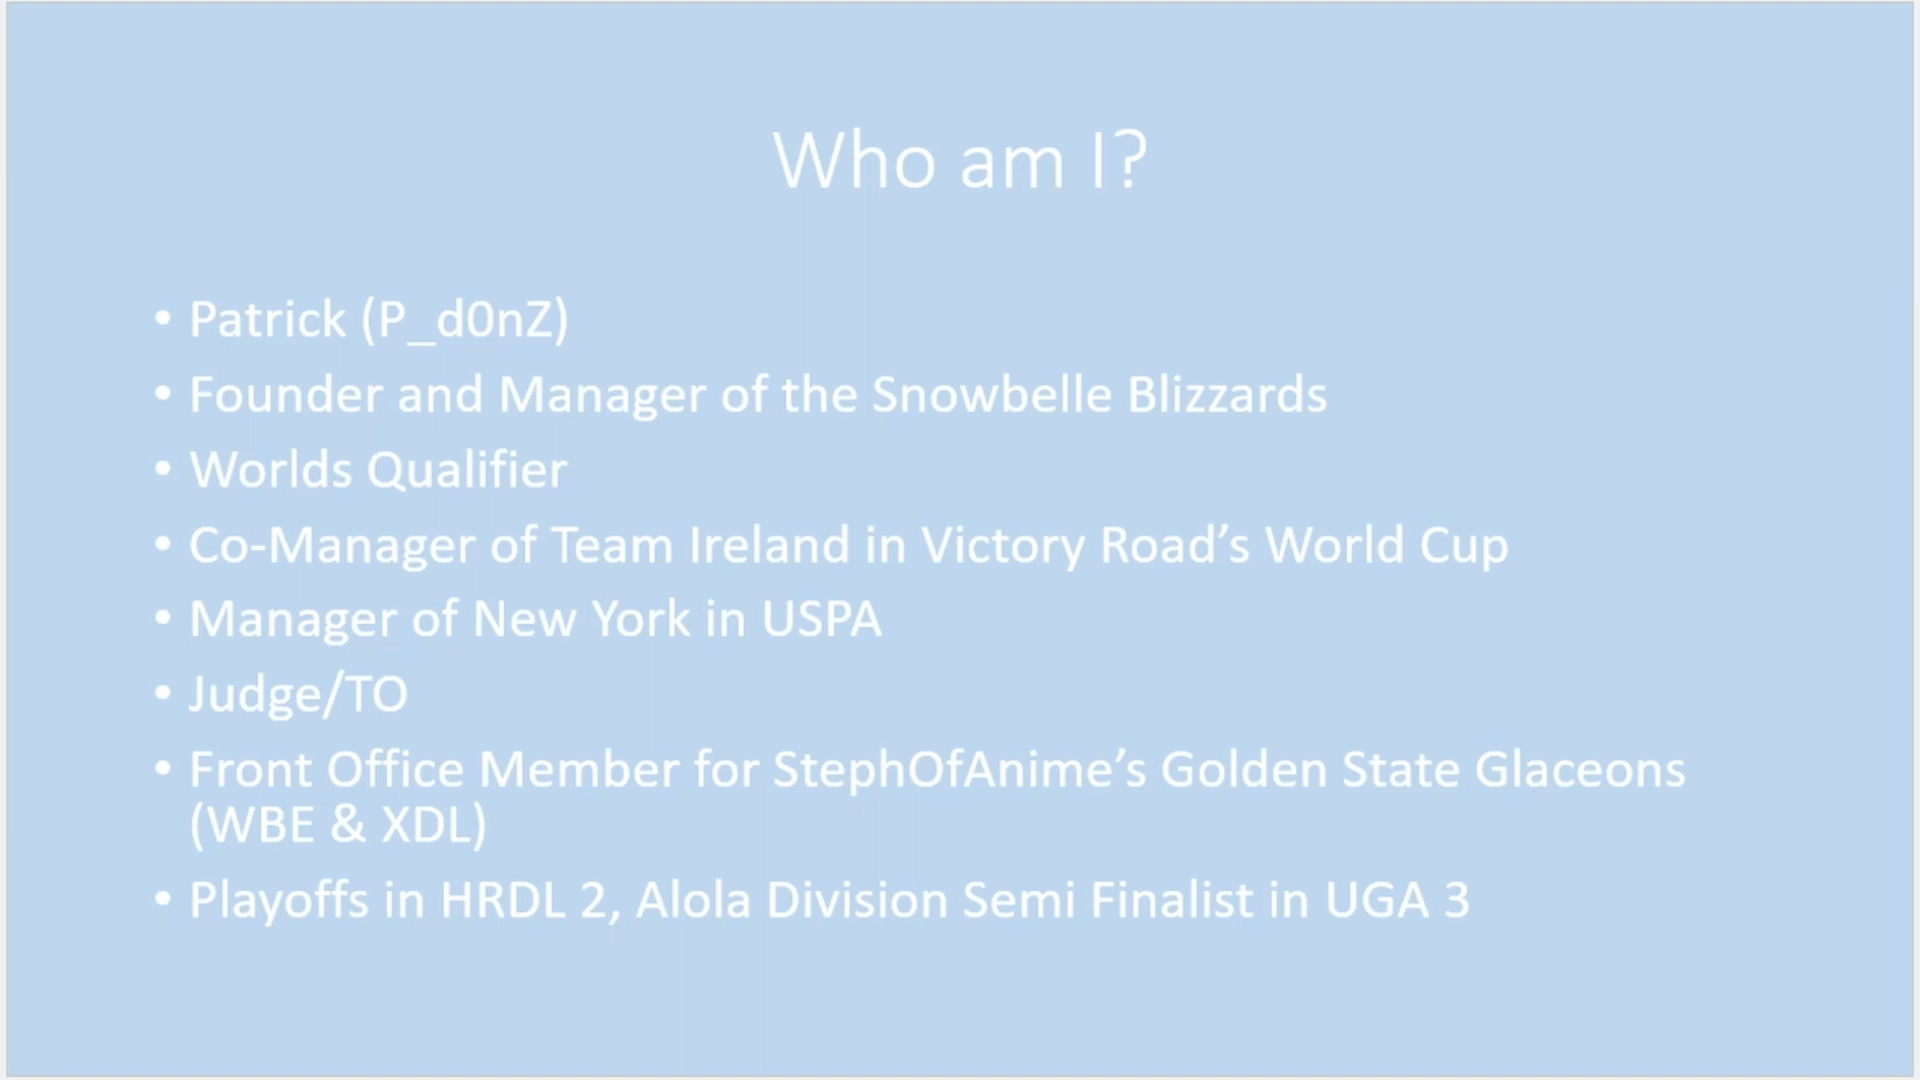 Who am I?
• Patrick (P_d0nZ)
• Founder and Manager of the Snowbelle Blizzards
• Worlds Qualifier
• Co-Manager of Team Ireland in Victory Road’s World Cup
• Manager of New York in USPA
• Judge/TO
• Front Office Member for StephOfAnime’s Golden State Glaceons
(WBE & XDL)
• Playoffs in HRDL 2, Alola Division Semi Finalist in UGA 3